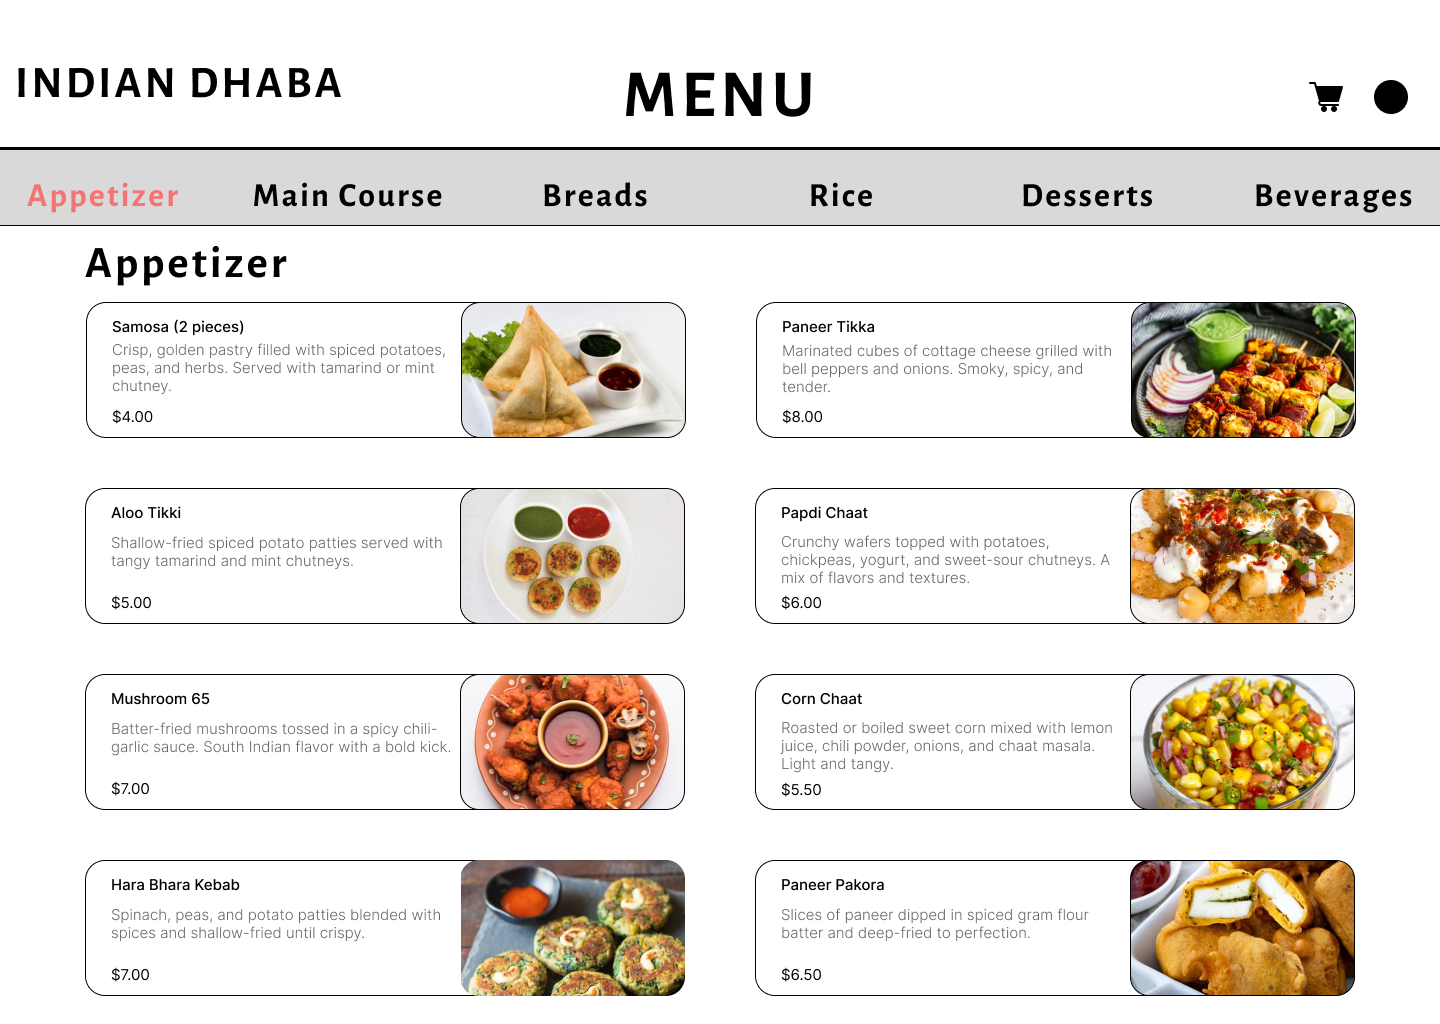 INDIAN DHABA
MENU
Appetizer
Main Course
Breads
Rice
Desserts
Beverages
Appetizer
Samosa (2 pieces)
Crisp, golden pastry filled with spiced potatoes,
peas, and herbs. Served with tamarind or mint
chutney.
$4.00
Paneer Tikka
Marinated cubes of cottage cheese grilled with
bell peppers and onions. Smoky, spicy, and
tender.
$8.00
Aloo Tikki
Shallow-fried spiced potato patties served with
tangy tamarind and mint chutneys.
$5.00
Papdi Chaat
Crunchy wafers topped with potatoes,
chickpeas, yogurt, and sweet-sour chutneys. A
mix of flavors and textures.
$6.00
Mushroom 65
Batter-fried mushrooms tossed in a spicy chili-
garlic sauce. South Indian flavor with a bold kick.
$7.00
Corn Chaat
Roasted or boiled sweet corn mixed with lemon
juice, chili powder, onions, and chaat masala.
Light and tangy.
$5.50
Hara Bhara Kebab
Spinach, peas, and potato patties blended with
spices and shallow-fried until crispy.
$7.00
Paneer Pakora
Slices of paneer dipped in spiced gram flour
batter and deep-fried to perfection.
$6.50